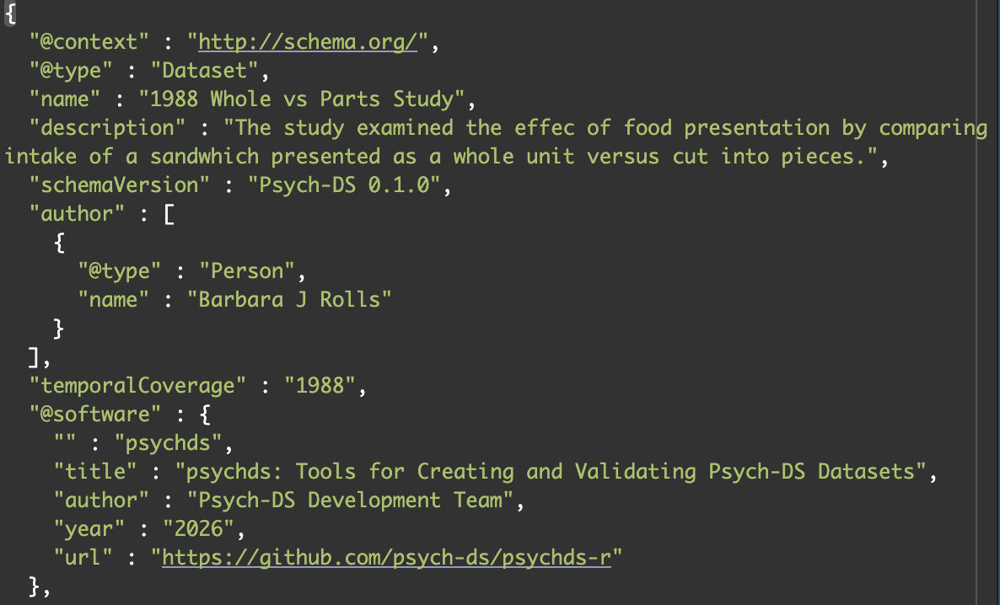 {
"@context" : "http://schema.org/",
"@type" : "Dataset",
"name" : "1988 Whole vs Parts Study",
"description" : "The study examined the effec of food presentation by comparing
intake of a sandwhich presented as a whole unit versus cut into pieces.",
"schemaVersion" : "Psych-DS 0.1.0",
"author" : [
{
"@type" : "Person",
"name" : "Barbara J Rolls"
}
],
"temporalCoverage" : "1988",
"@software" : {
"" : "psychds",
"title" : "psychds: Tools for Creating and Validating Psych-DS Datasets",
"author" : "Psych-DS Development Team",
"year" : "2026",
"url" : "https://github.com/psych-ds/psychds-r"
},